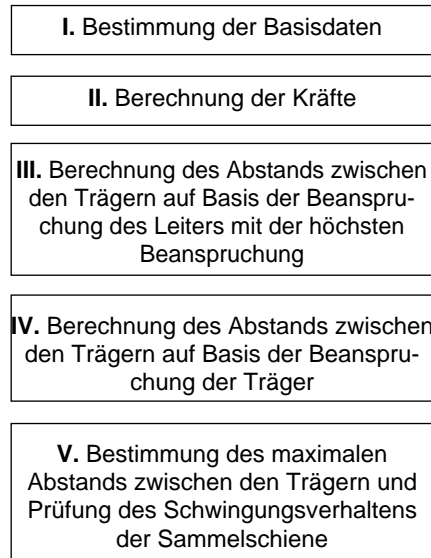 I. Bestimmung der Basisdaten
II. Berechnung der Kräfte
III. Berechnung des Abstands zwischen
den Trägern auf Basis der Beanspru-
chung des Leiters mit der höchsten
Beanspruchung
IV. Berechnung des Abstands zwischen
den Trägern auf Basis der Beanspru-
chung der Träger
V. Bestimmung des maximalen
Abstands zwischen den Trägern und
Prüfung des Schwingungsverhaltens
der Sammelschiene